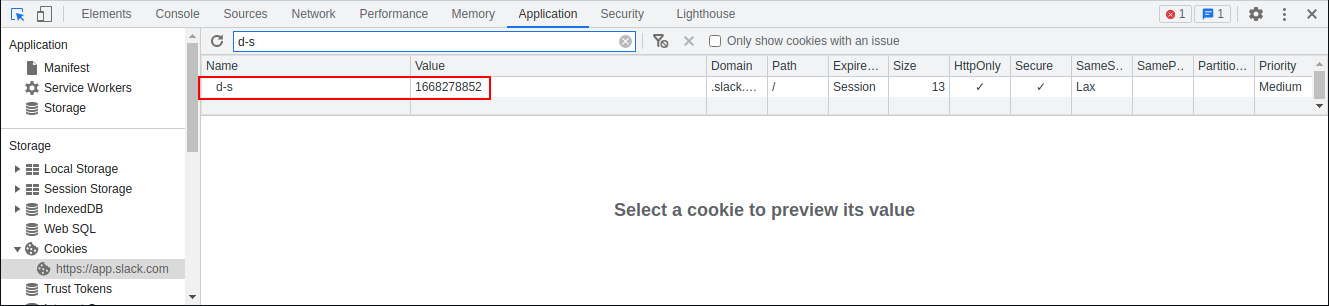 Elements Console Sources Network Performance Memory Application Security Lighthouse 1 1
Application
Manifest
Service Workers
Storage
Storage
Local Storage
Session Storage
IndexedDB
Web SQL
Cookies
https://app.slack.com
Trust Tokens
d-s Only show cookies with an issue
Name Value Domain Path Expire… Size HttpOnly Secure SameS.. SameP.. Partitio… Priority
d-s 1668278852 .slack.… / Session 13 ✓ ✓ Lax Medium
Select a cookie to preview its value